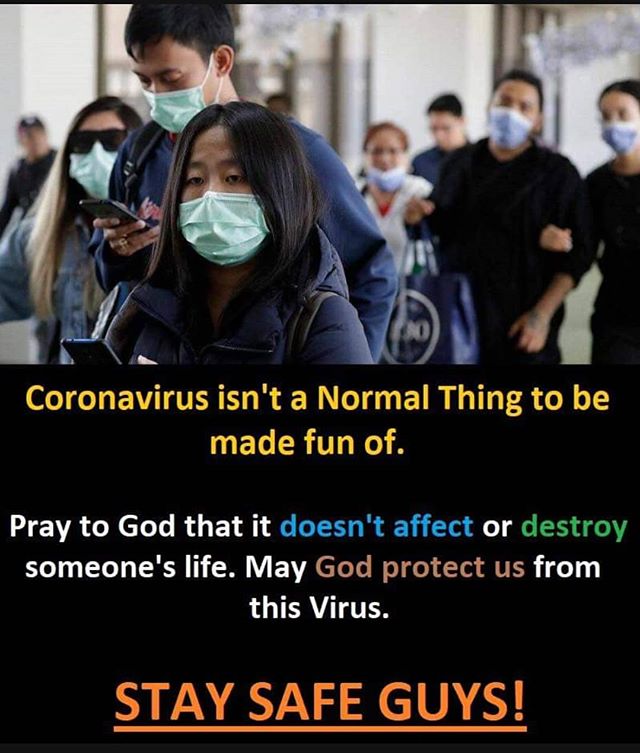 Coronavirus isn't a Normal Thing to be
made fun of.
Pray to God that it doesn't affect or destroy
someone's life. May God protect us from
this Virus.
STAY SAFE GUYS!